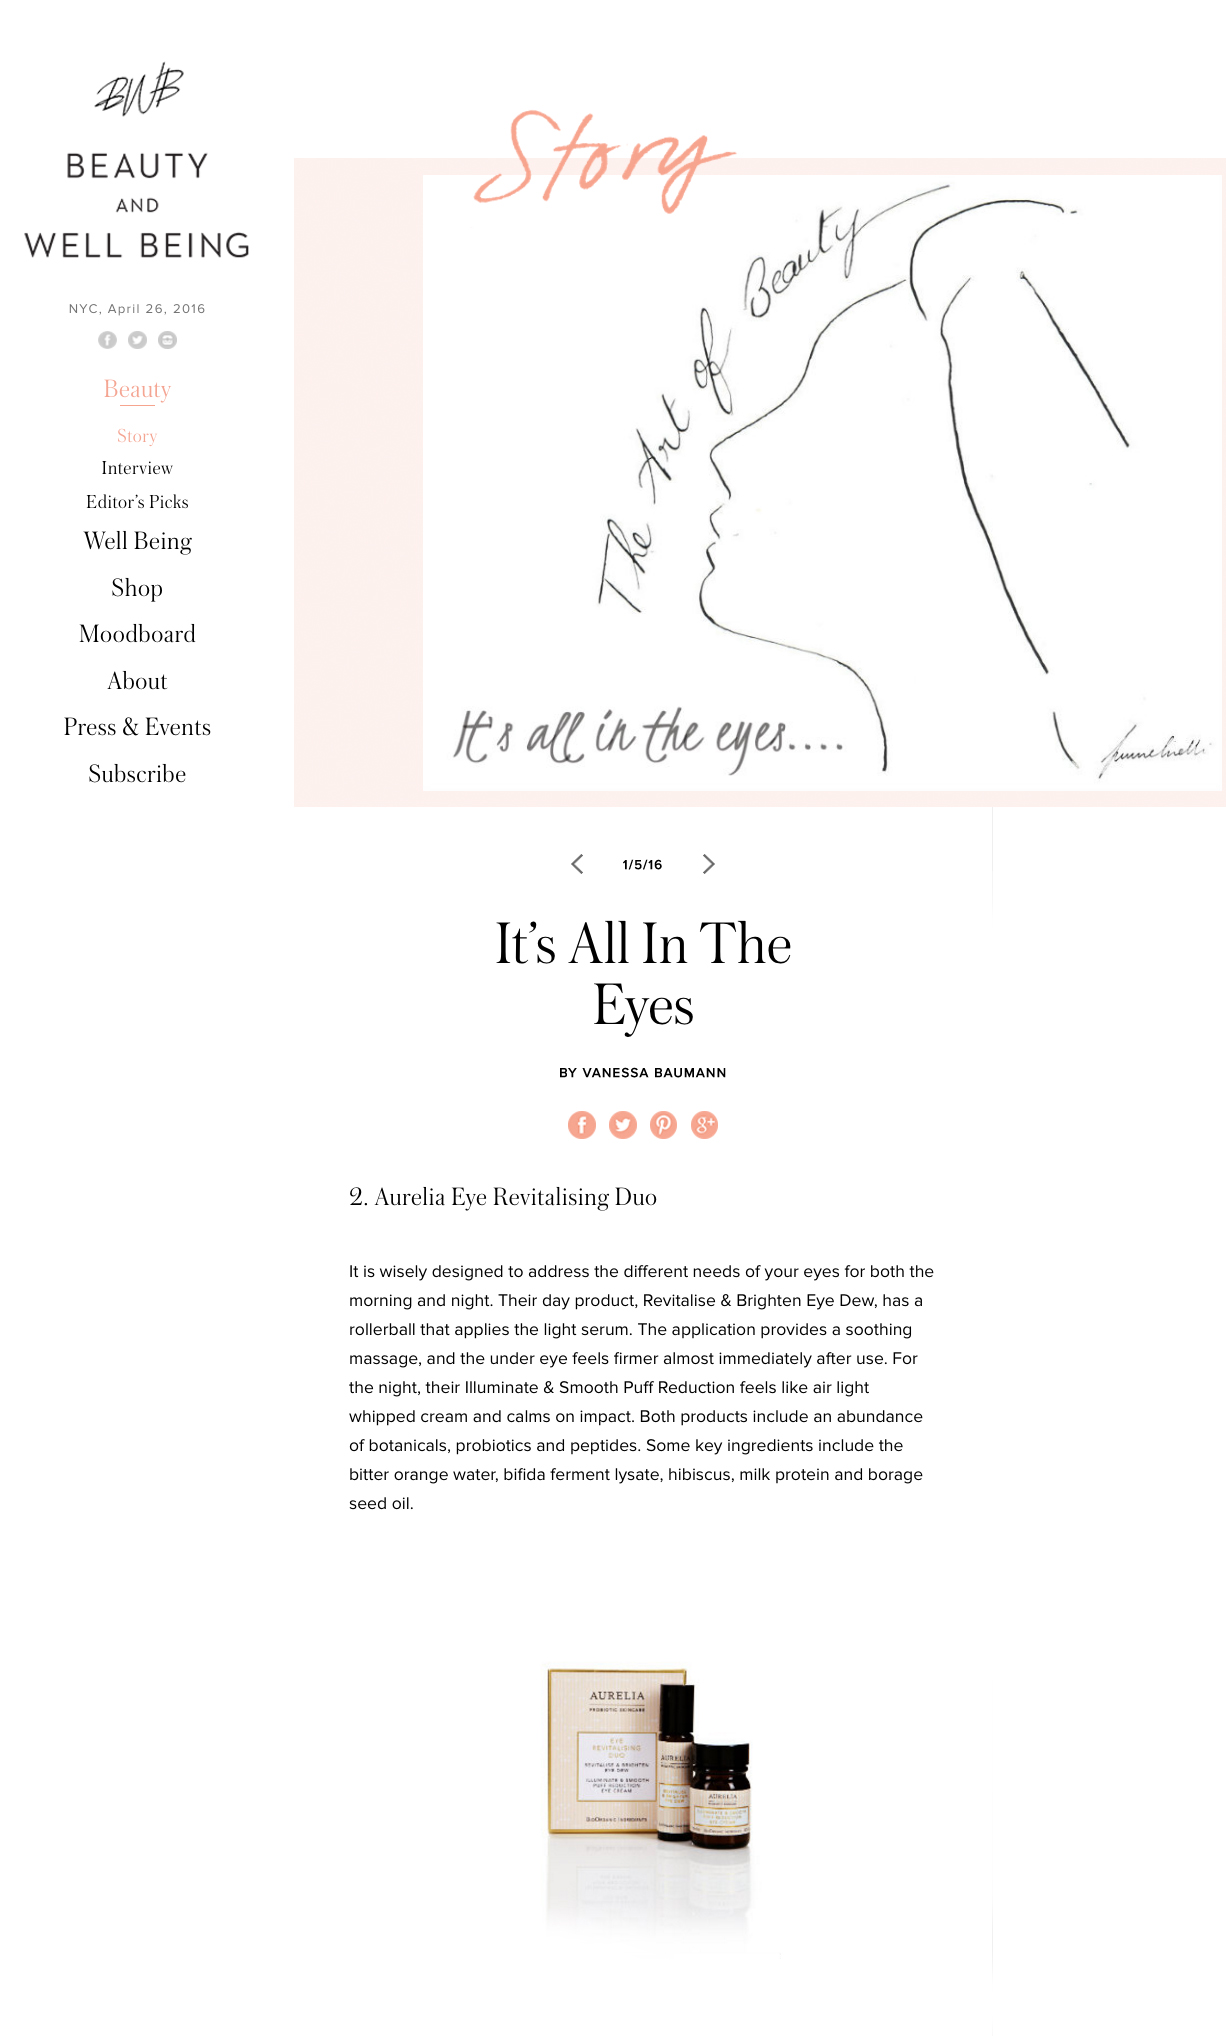 BWB
BEAUTY
AND
WELL BEING
NYC, April 26, 2016
Beauty
Story
Interview
Editor’s Picks
Well Being
Shop
Moodboard
About
Press & Events
Subscribe
Story
The Art of Beauty
It's all in the eyes....
1/5/16
It’s All In The
Eyes
BY VANESSA BAUMANN
2. Aurelia Eye Revitalising Duo
It is wisely designed to address the different needs of your eyes for both the
morning and night. Their day product, Revitalise & Brighten Eye Dew, has a
rollerball that applies the light serum. The application provides a soothing
massage, and the under eye feels firmer almost immediately after use. For
the night, their Illuminate & Smooth Puff Reduction feels like air light
whipped cream and calms on impact. Both products include an abundance
of botanicals, probiotics and peptides. Some key ingredients include the
bitter orange water, bifida ferment lysate, hibiscus, milk protein and borage
seed oil.
AURELIA
PROBIOTIC SKINCARE
EYE
REVITALISING
DUO
REVITALISE & BRIGHTEN
EYE DEW
ILLUMINATE & SMOOTH
PUFF REDUCTION
EYE CREAM
BIOORGANIC INGREDIENTS
AURELIA
AURELIA